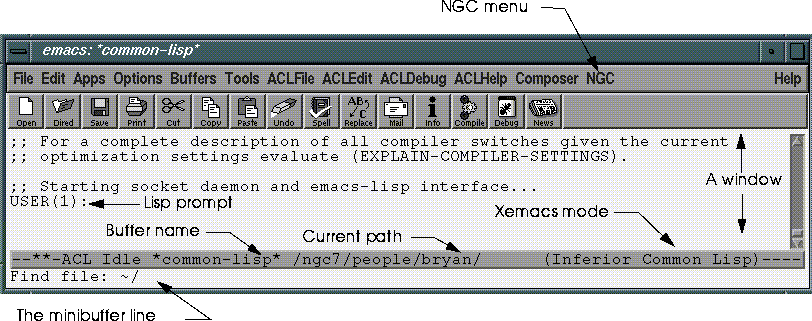 NGC menu
emacs: *common-lisp*
File Edit Apps Options Buffers Tools ACLFile ACLEdit ACLDebug ACLHelp Composer NGC Help
Open Dired Save Print Cut Copy Paste Undo Spell Replace Mail Info Compile Debug News
;; For a complete description of all compiler switches given the current
;; optimization settings evaluate (EXPLAIN-COMPILER-SETTINGS).
A window
;; Starting socket daemon and emacs-lisp interface...
USER(1): Lisp prompt
Xemacs mode
Buffer name
Current path
--**-ACL Idle *common-lisp* /ngc7/people/bryan/ (Inferior Common Lisp)----
Find file: ~/
The minibuffer line